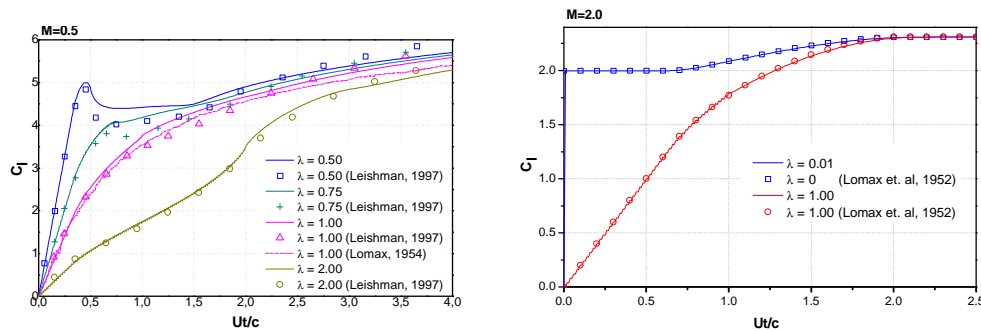 M=0.5
6
5
4
3
2
1
0
0,0
0,5
1,0
1,5
2,0
2,5
3,0
3,5
4,0
C_l
Ut/c
λ = 0.50
λ = 0.50 (Leishman, 1997)
λ = 0.75
λ = 0.75 (Leishman, 1997)
λ = 1.00
λ = 1.00 (Leishman, 1997)
λ = 1.00 (Lomax, 1954)
λ = 2.00
λ = 2.00 (Leishman, 1997)
M=2.0
2.0
1.5
1.0
0.5
0.0
0.0
0.5
1.0
1.5
2.0
2.5
C_l
Ut/c
λ = 0.01
λ = 0 (Lomax et. al, 1952)
λ = 1.00
λ = 1.00 (Lomax et. al, 1952)